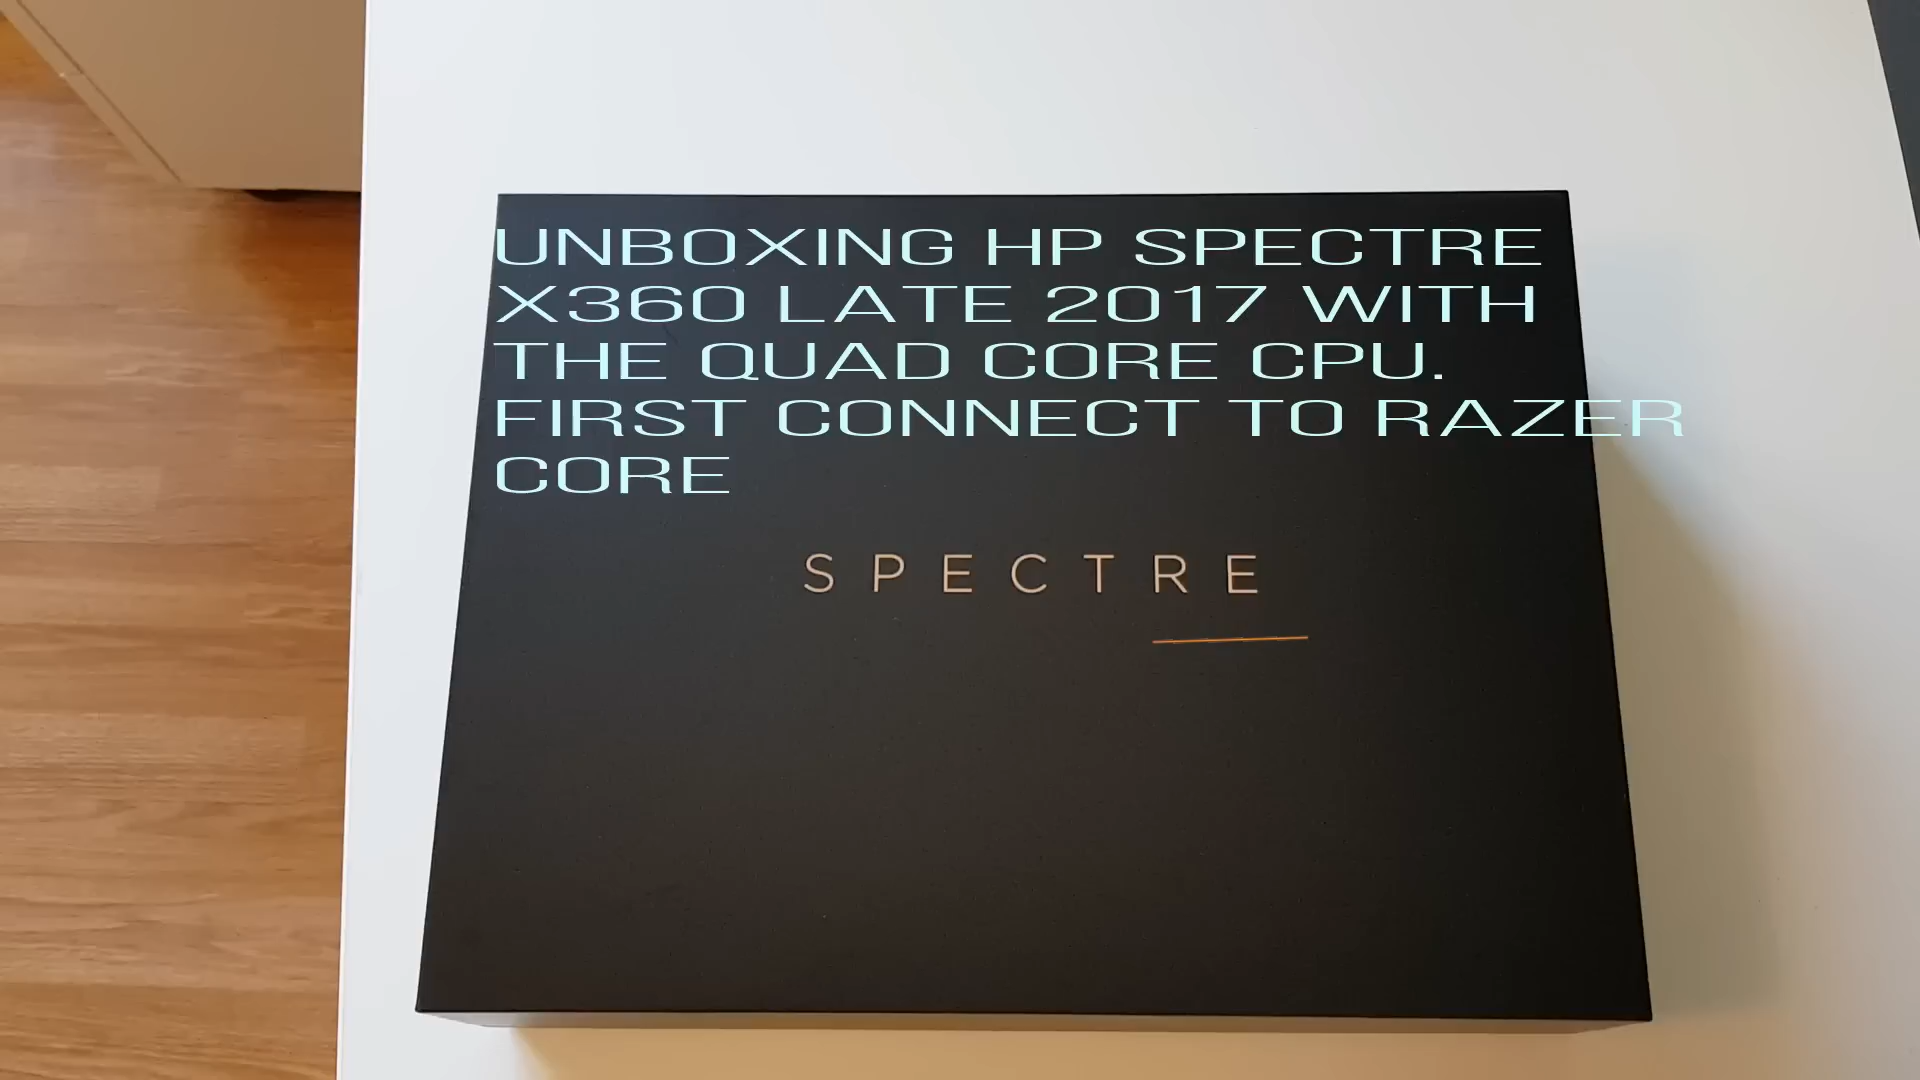 UNBOXING HP SPECTRE
X360 LATE 2017 WITH
THE QUAD CORE CPU.
FIRST CONNECT TO RAZER
CORE
SPECTRE